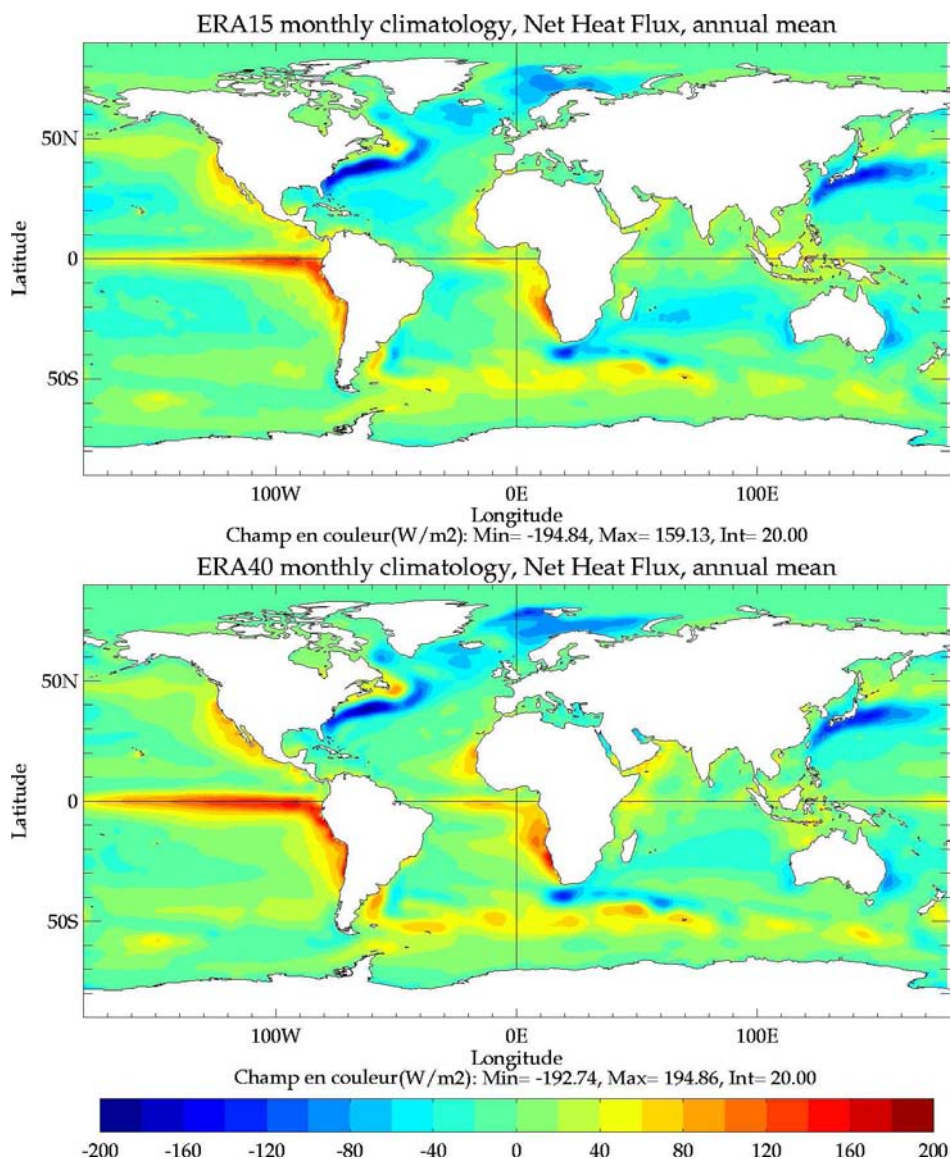 ERA15 monthly climatology, Net Heat Flux, annual mean
Latitude
50N
0
50S
100W 0E 100E
Longitude
Champ en couleur(W/m2): Min= -194.84, Max= 159.13, Int= 20.00
ERA40 monthly climatology, Net Heat Flux, annual mean
Latitude
50N
0
50S
100W 0E 100E
Longitude
Champ en couleur(W/m2): Min= -192.74, Max= 194.86, Int= 20.00
-200 -160 -120 -80 -40 0 40 80 120 160 200